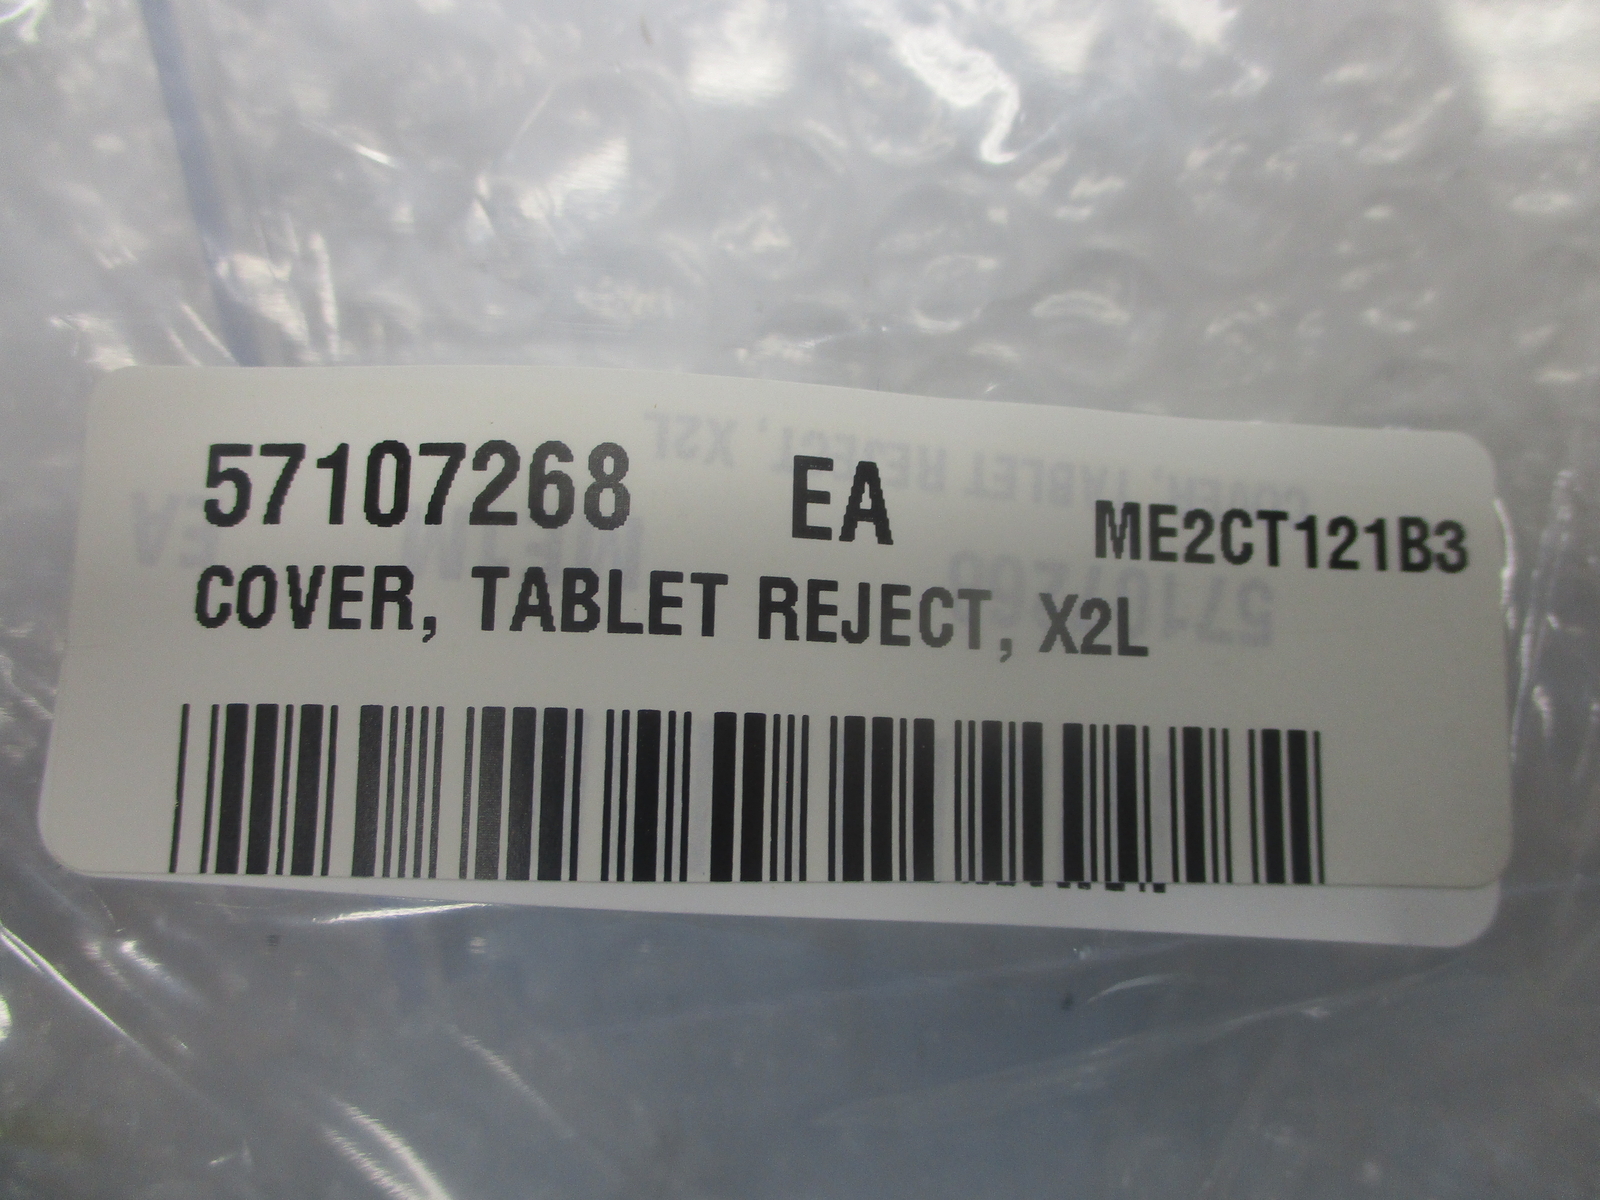 57107268 EA ME2CT121B3
COVER, TABLET REJECT, X2L